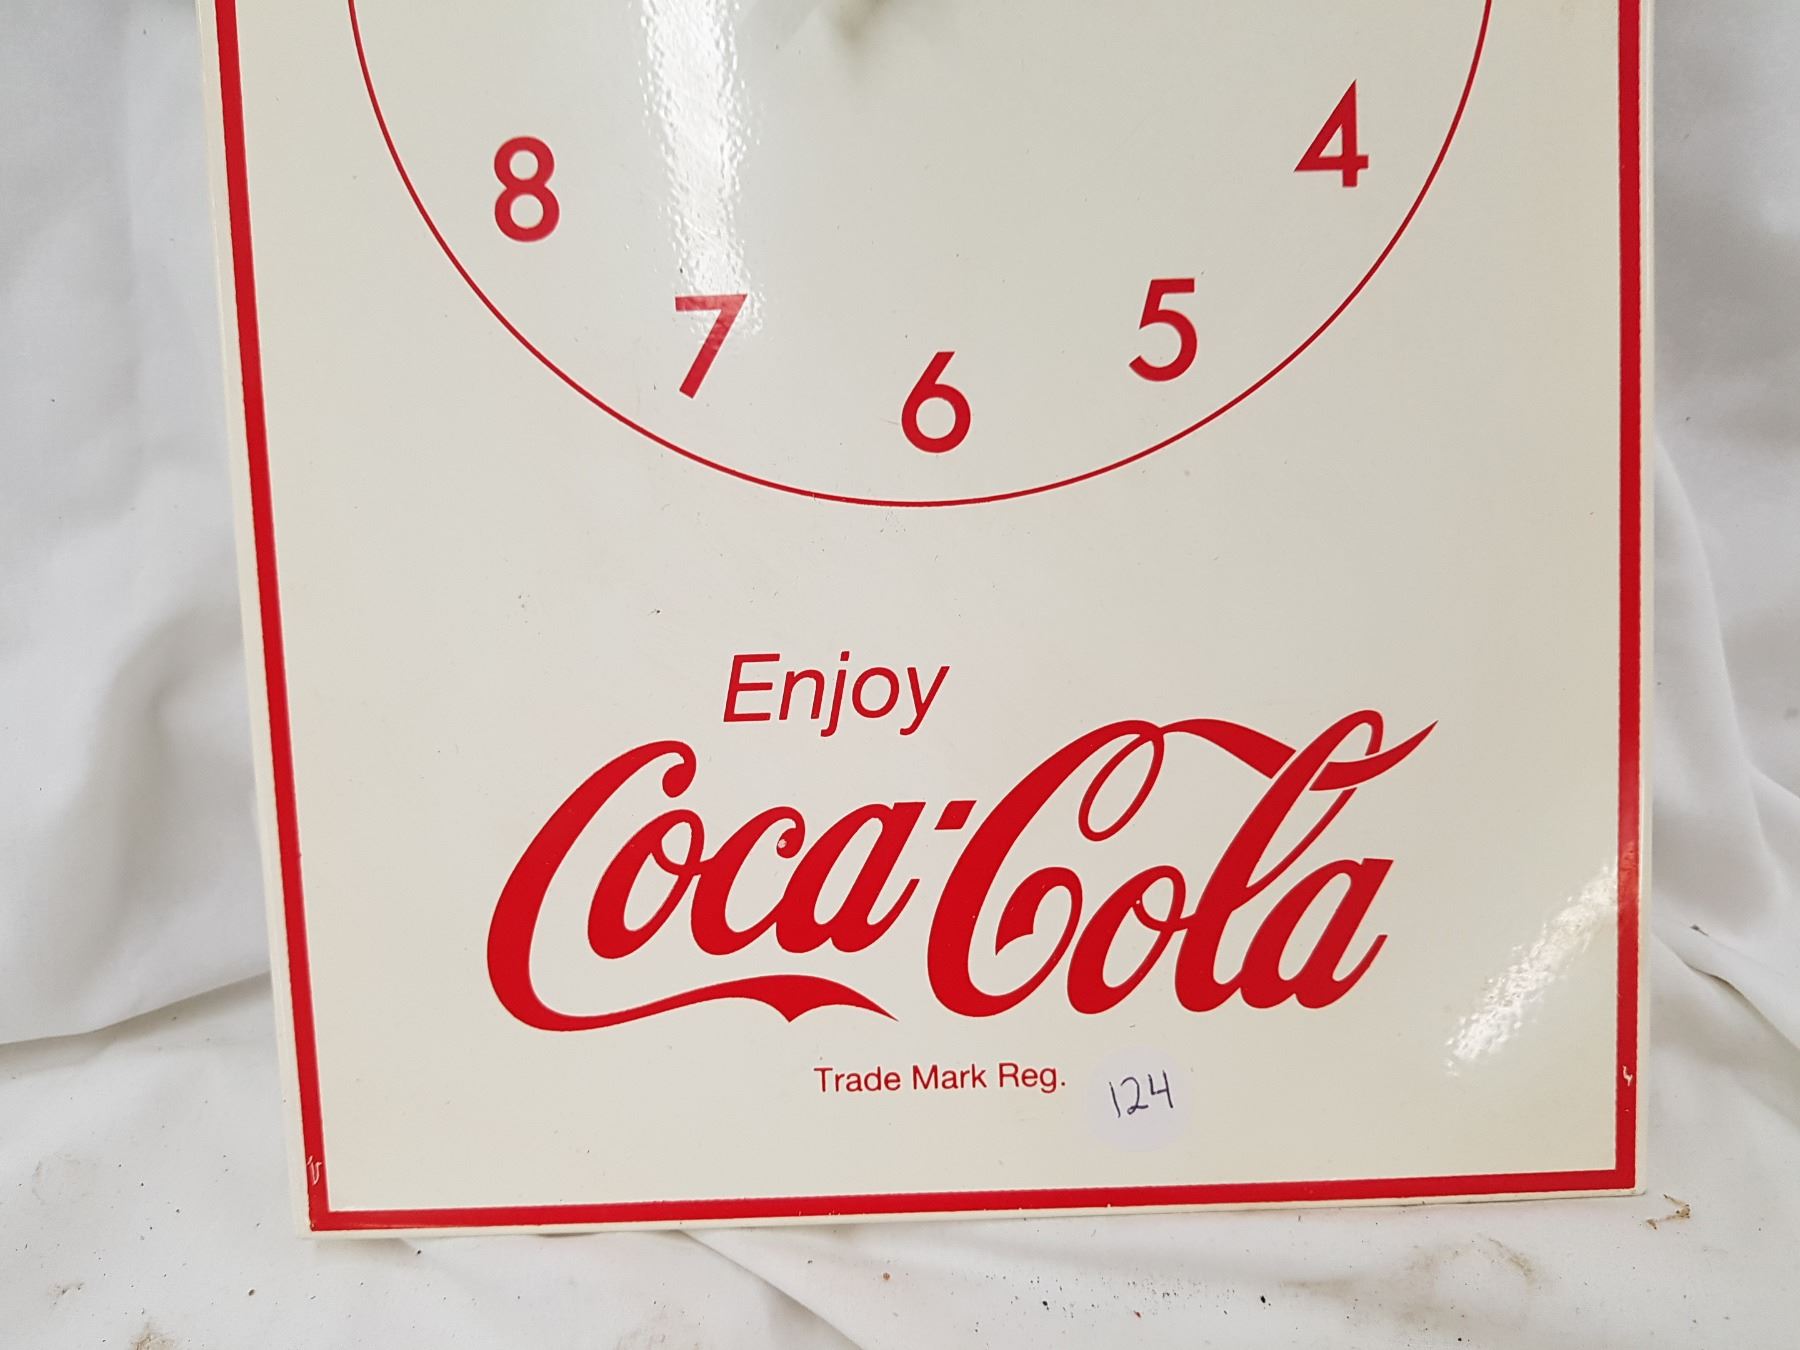 8 4
7 5
6
Enjoy
Coca-Cola
Trade Mark Reg. 124